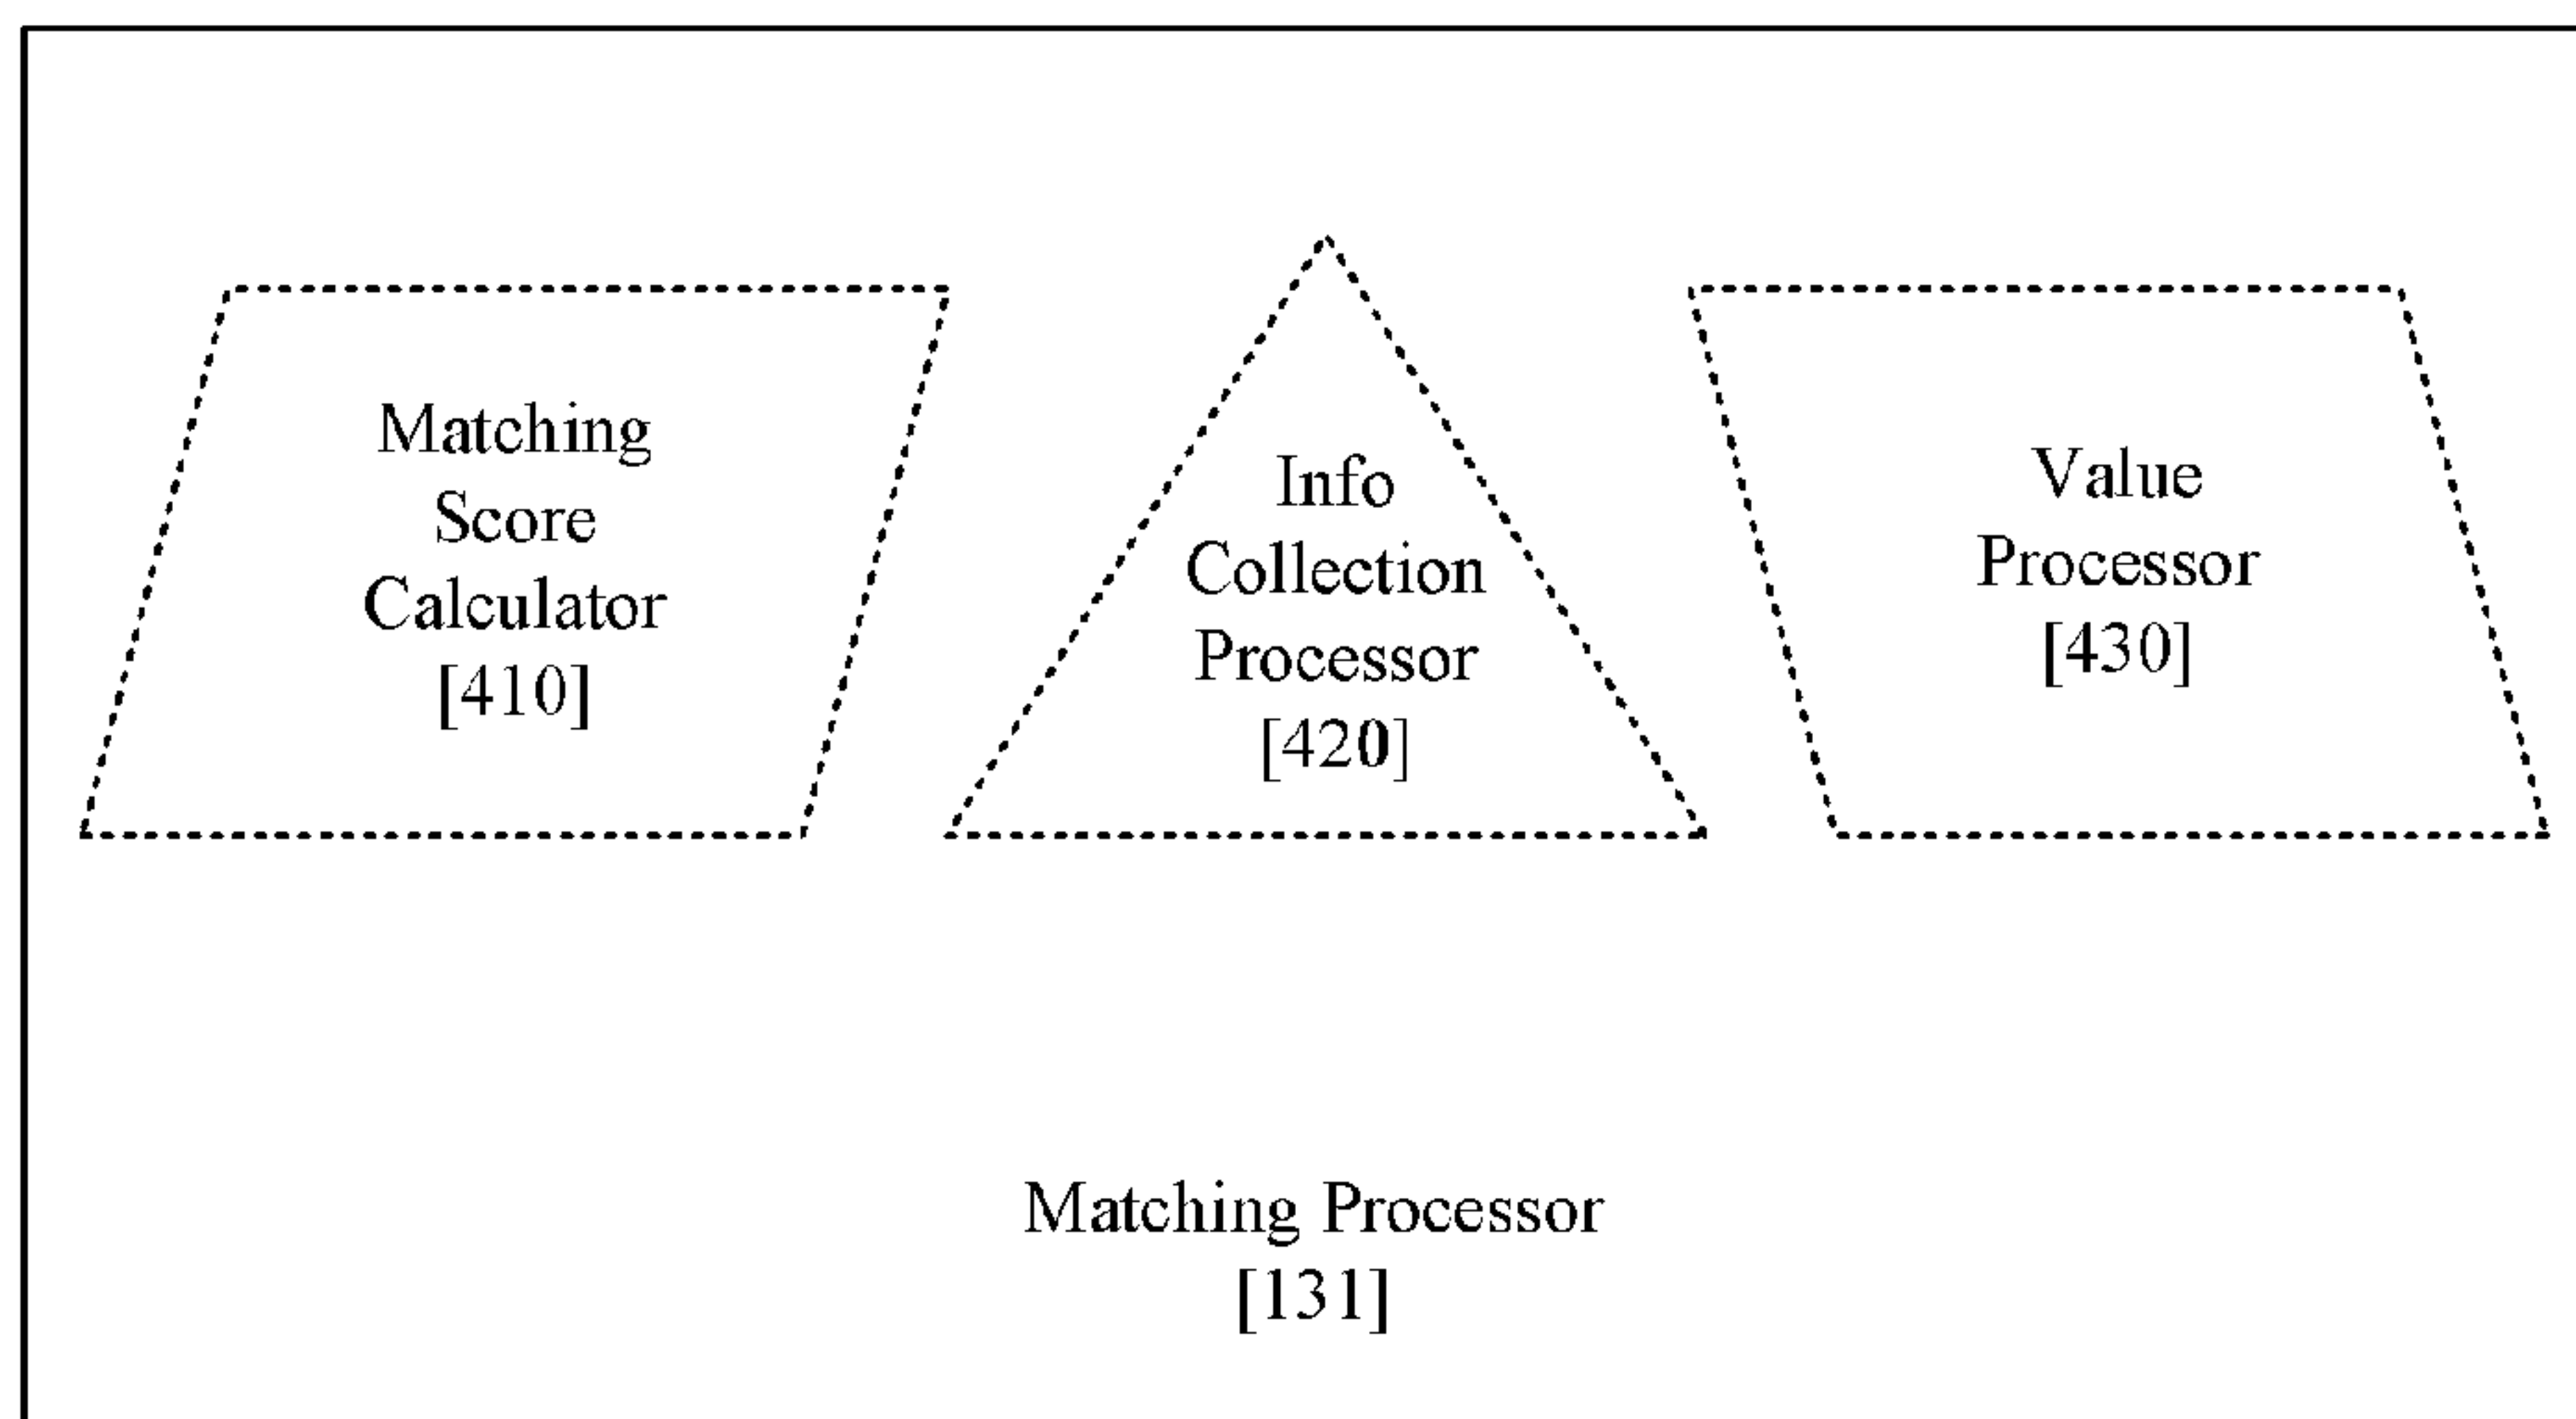 Matching
Score
Calculator
[410]
Info
Collection
Processor
[420]
Value
Processor
[430]
Matching Processor
[131]